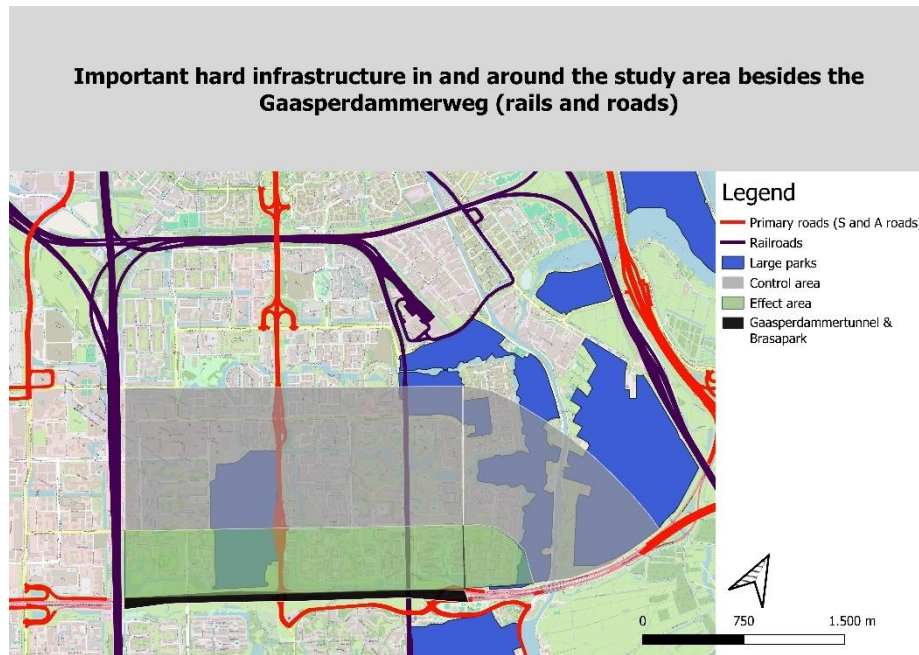 Important hard infrastructure in and around the study area besides the
Gaasperdammerweg (rails and roads)
Legend
Primary roads (S and A roads)
Railroads
Large parks
Control area
Effect area
Gaasperdammertunnel &
Brasapark
0 750 1.500 m